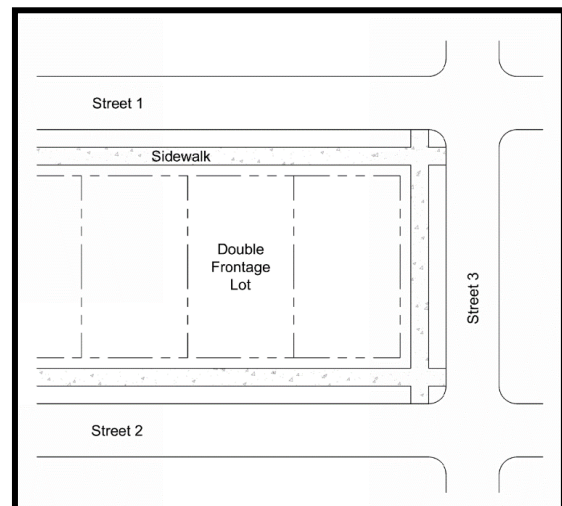 Street 1
Sidewalk
Double
Frontage
Lot
Street 3
Street 2